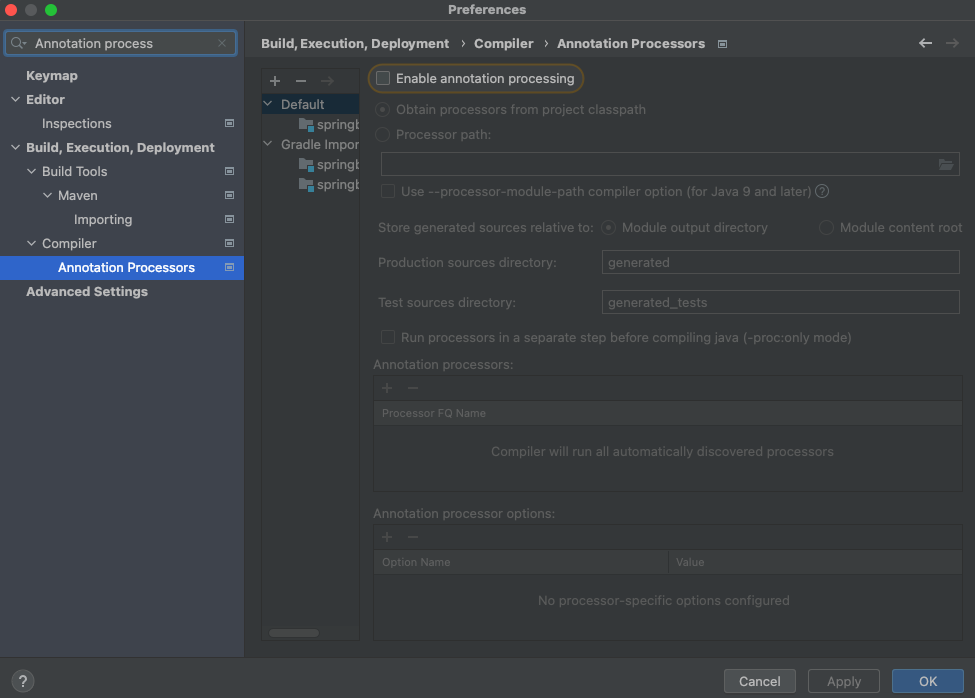 Preferences
Annotation process
Keymap
Editor
Inspections
Build, Execution, Deployment
Build Tools
Maven
Importing
Compiler
Annotation Processors
Advanced Settings
Build, Execution, Deployment › Compiler › Annotation Processors
Default
springb
Gradle Impor
springb
springb
Enable annotation processing
Obtain processors from project classpath
Processor path:
Use --processor-module-path compiler option (for Java 9 and later) ?
Store generated sources relative to: Module output directory Module content root
Production sources directory: generated
Test sources directory: generated_tests
Run processors in a separate step before compiling java (-proc:only mode)
Annotation processors:
Processor FQ Name
Compiler will run all automatically discovered processors
Annotation processor options:
Option Name Value
No processor-specific options configured
? Cancel Apply OK